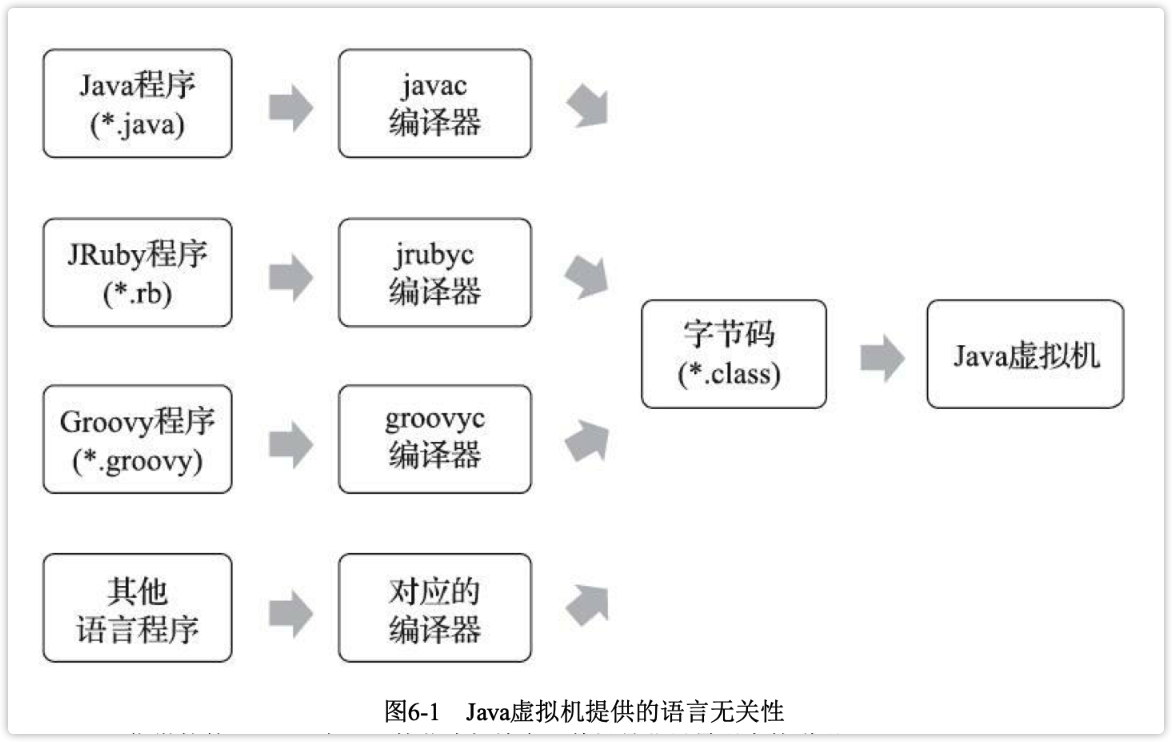 Java程序
(*.java)
javac
编译器
JRuby程序
(*.rb)
jrubyc
编译器
字节码
(*.class)
Java虚拟机
Groovy程序
(*.groovy)
groovyc
编译器
其他
语言程序
对应的
编译器
图6-1 Java虚拟机提供的语言无关性